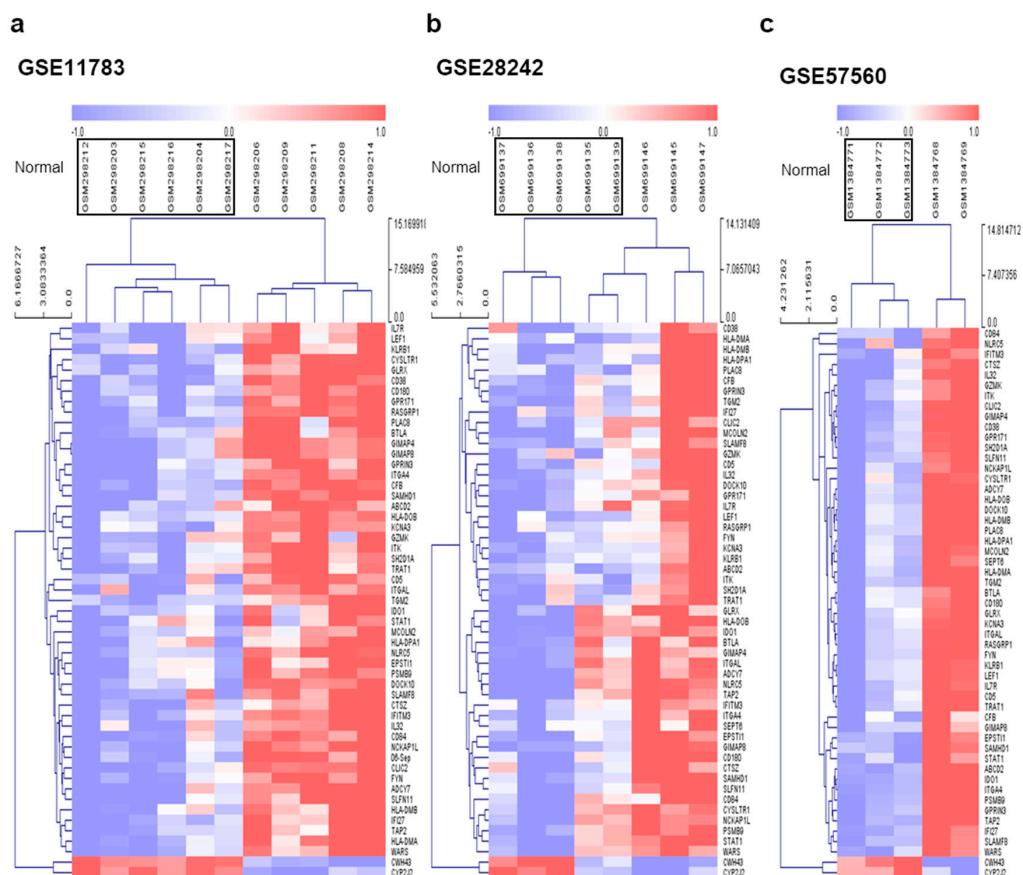 a
GSE11783
-1.0
0.0
1.0
Normal
GSM298212
GSM298203
GSM298215
GSM298216
GSM298204
GSM298217
GSM298206
GSM298209
GSM298211
GSM298208
GSM298214
15.169918
7.584959
0.0
6.1666727
3.0833364
0.0
IL7R
LEF1
KLRB1
CYSLTR1
GLRX
CD38
CD180
GPR171
RASGRP1
PLAC8
BTLA
GIMAP4
GIMAP8
GPRIN3
ITGA4
CFB
SAMHD1
ABCD2
HLA-DOB
KCNA3
GZMK
ITK
SH2D1A
TRAT1
CD5
ITGAL
TGM2
IDO1
STAT1
MCOLN2
HLA-DPA1
NLRC5
EPSTI1
PSMB9
DOCK10
SLAMF8
CTSZ
IFITM3
IL32
CD84
NCKAP1L
06-Sep
CLIC2
FYN
ADCY7
SLFN11
HLA-DMB
IFI27
TAP2
HLA-DMA
WARS
CWH43
CYP2J2
b
GSE28242
-1.0
0.0
1.0
Normal
GSM699137
GSM699136
GSM699138
GSM699135
GSM699139
GSM699146
GSM699145
GSM699147
14.131409
7.0657043
0.0
5.532063
2.7660315
0.0
CD38
HLA-DMA
HLA-DMB
HLA-DPA1
PLAC8
CFB
GPRIN3
TGM2
IFI27
CLIC2
MCOLN2
SLAMF8
GZMK
CD5
IL32
DOCK10
GPR171
IL7R
LEF1
RASGRP1
FYN
KCNA3
KLRB1
ABCD2
ITK
SH2D1A
TRAT1
GLRX
HLA-DOB
IDO1
BTLA
GIMAP4
ITGAL
ADCY7
NLRC5
TAP2
IFITM3
ITGA4
SEPT6
EPSTI1
GIMAP8
CD180
CTSZ
SAMHD1
SLFN11
CD84
CYSLTR1
NCKAP1L
PSMB9
STAT1
WARS
CWH43
CYP2J2
c
GSE57560
-1.0
0.0
1.0
Normal
GSM1384771
GSM1384772
GSM1384773
GSM1384768
GSM1384769
14.814712
7.407356
0.0
4.231262
2.115631
0.0
CD84
NLRC5
IFITM3
CTSZ
IL32
GZMK
ITK
CLIC2
GIMAP4
CD38
GPR171
SH2D1A
SLFN11
NCKAP1L
CYSLTR1
ADCY7
HLA-DOB
DOCK10
HLA-DMB
PLAC8
HLA-DPA1
MCOLN2
SEPT6
HLA-DMA
TGM2
BTLA
CD180
GLRX
KCNA3
ITGAL
RASGRP1
FYN
KLRB1
LEF1
IL7R
CD5
TRAT1
CFB
GIMAP8
EPSTI1
SAMHD1
STAT1
ABCD2
IDO1
ITGA4
PSMB9
GPRIN3
TAP2
IFI27
SLAMF8
WARS
CWH43
CYP2J2